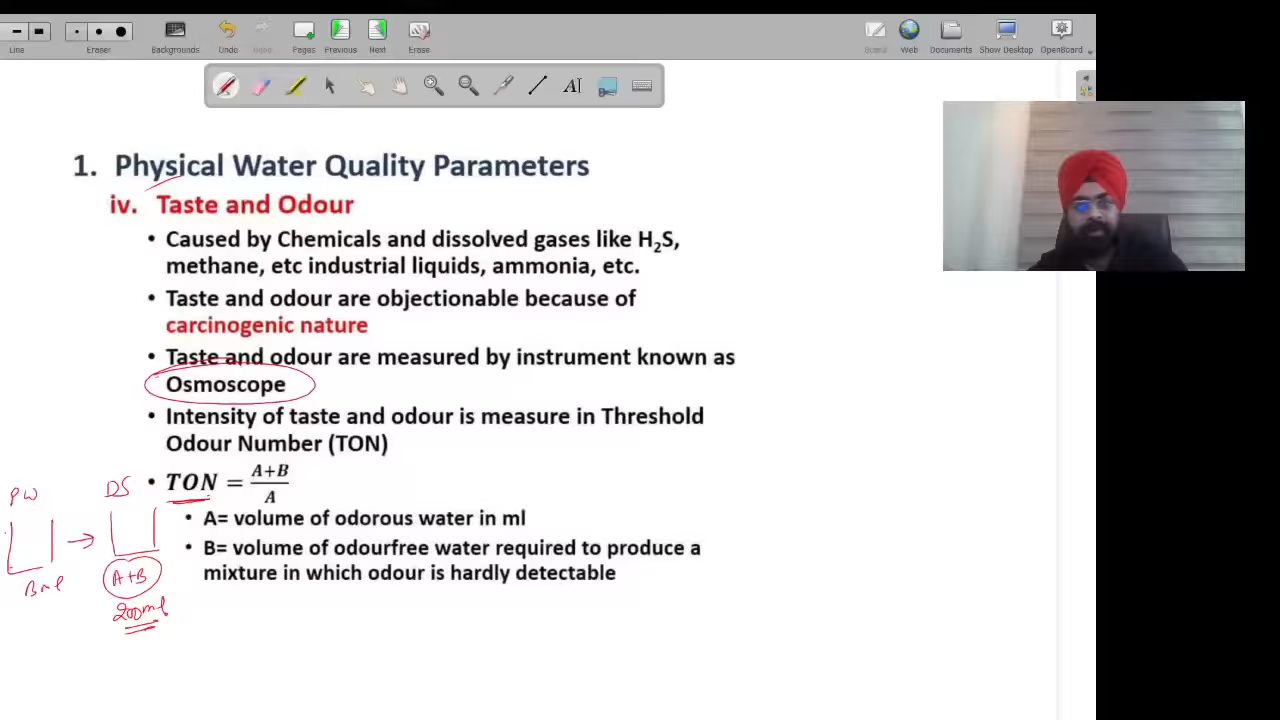 Line
Eraser
Backgrounds
Undo
Pages
Previous
Next
Erase
Board
Web
Documents
Show Desktop
OpenBoard
1. Physical Water Quality Parameters
iv. Taste and Odour
• Caused by Chemicals and dissolved gases like H₂S,
methane, etc industrial liquids, ammonia, etc.
• Taste and odour are objectionable because of
carcinogenic nature
• Taste and odour are measured by instrument known as
Osmoscope
• Intensity of taste and odour is measure in Threshold
Odour Number (TON)
• TON = A+B/A
• A= volume of odorous water in ml
• B= volume of odourfree water required to produce a
mixture in which odour is hardly detectable
PW
DS
B ml
A+B
200ml